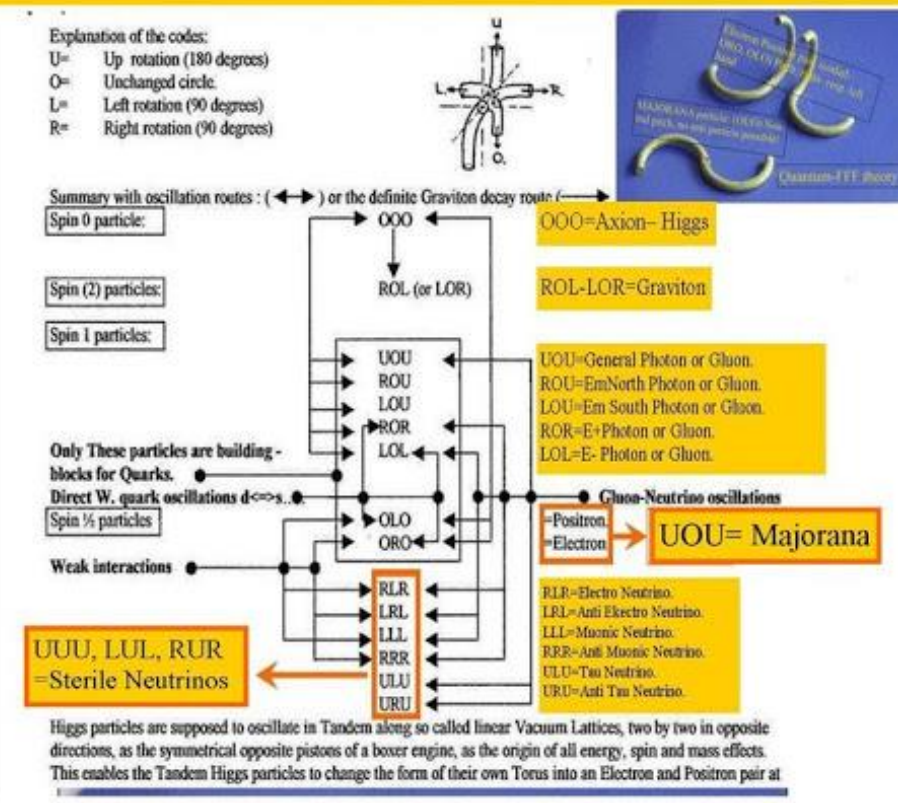 Explanation of the codes:
U= Up rotation (180 degrees)
O= Unchanged circle.
L= Left rotation (90 degrees)
R= Right rotation (90 degrees)
U
L
R
O.
MAJORANA particle: (OUO)
Quantum-FFF theory
Summary with oscillation routes : ( ) or the definite Graviton decay route (
Spin 0 particle:
OOO
OOO=Axion– Higgs
Spin (2) particles:
ROL (or LOR)
ROL-LOR=Graviton
Spin 1 particles:
UOU
UOU=General Photon or Gluon.
ROU
ROU=EmNorth Photon or Gluon.
LOU
LOU=Em South Photon or Gluon.
ROR
ROR=E+Photon or Gluon.
LOL
LOL=E- Photon or Gluon.
Only These particles are building -
blocks for Quarks.
Direct W. quark oscillations d<=>s..
Gluon-Neutrino oscillations
Spin ½ particles
OLO
=Positron.
ORO
=Electron
UOU= Majorana
Weak interactions
RLR
RLR=Electro Neutrino.
LRL
LRL=Anti Ekectro Neutrino.
LLL
LLL=Muonic Neutrino.
RRR
RRR=Anti Muonic Neutrino.
ULU
ULU=Tau Neutrino.
URU
URU=Anti Tau Neutrino.
UUU, LUL, RUR
=Sterile Neutrinos
Higgs particles are supposed to oscillate in Tandem along so called linear Vacuum Lattices, two by two in opposite
directions, as the symmetrical opposite pistons of a boxer engine, as the origin of all energy, spin and mass effects.
This enables the Tandem Higgs particles to change the form of their own Torus into an Electron and Positron pair at